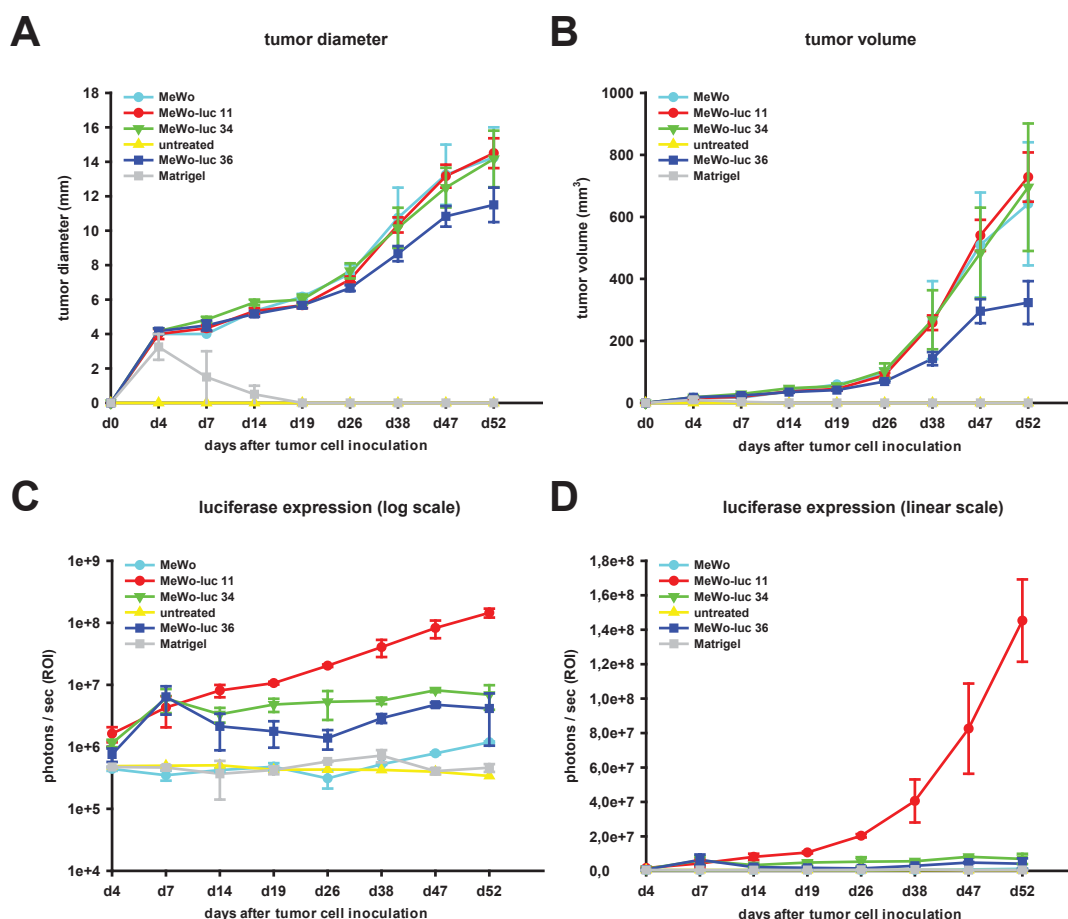 A
tumor diameter
18
16
14
12
10
8
6
4
2
0
tumor diameter (mm)
MeWo
MeWo-luc 11
MeWo-luc 34
untreated
MeWo-luc 36
Matrigel
d0 d4 d7 d14 d19 d26 d38 d47 d52
days after tumor cell inoculation
B
tumor volume
1000
800
600
400
200
0
tumor volume (mm³)
MeWo
MeWo-luc 11
MeWo-luc 34
untreated
MeWo-luc 36
Matrigel
d0 d4 d7 d14 d19 d26 d38 d47 d52
days after tumor cell inoculation
C
luciferase expression (log scale)
1e+9
1e+8
1e+7
1e+6
1e+5
1e+4
photons / sec (ROI)
MeWo
MeWo-luc 11
MeWo-luc 34
untreated
MeWo-luc 36
Matrigel
d4 d7 d14 d19 d26 d38 d47 d52
days after tumor cell inoculation
D
luciferase expression (linear scale)
1,8e+8
1,6e+8
1,4e+8
1,2e+8
1,0e+8
8,0e+7
6,0e+7
4,0e+7
2,0e+7
0,0
photons / sec (ROI)
MeWo
MeWo-luc 11
MeWo-luc 34
untreated
MeWo-luc 36
Matrigel
d4 d7 d14 d19 d26 d38 d47 d52
days after tumor cell inoculation